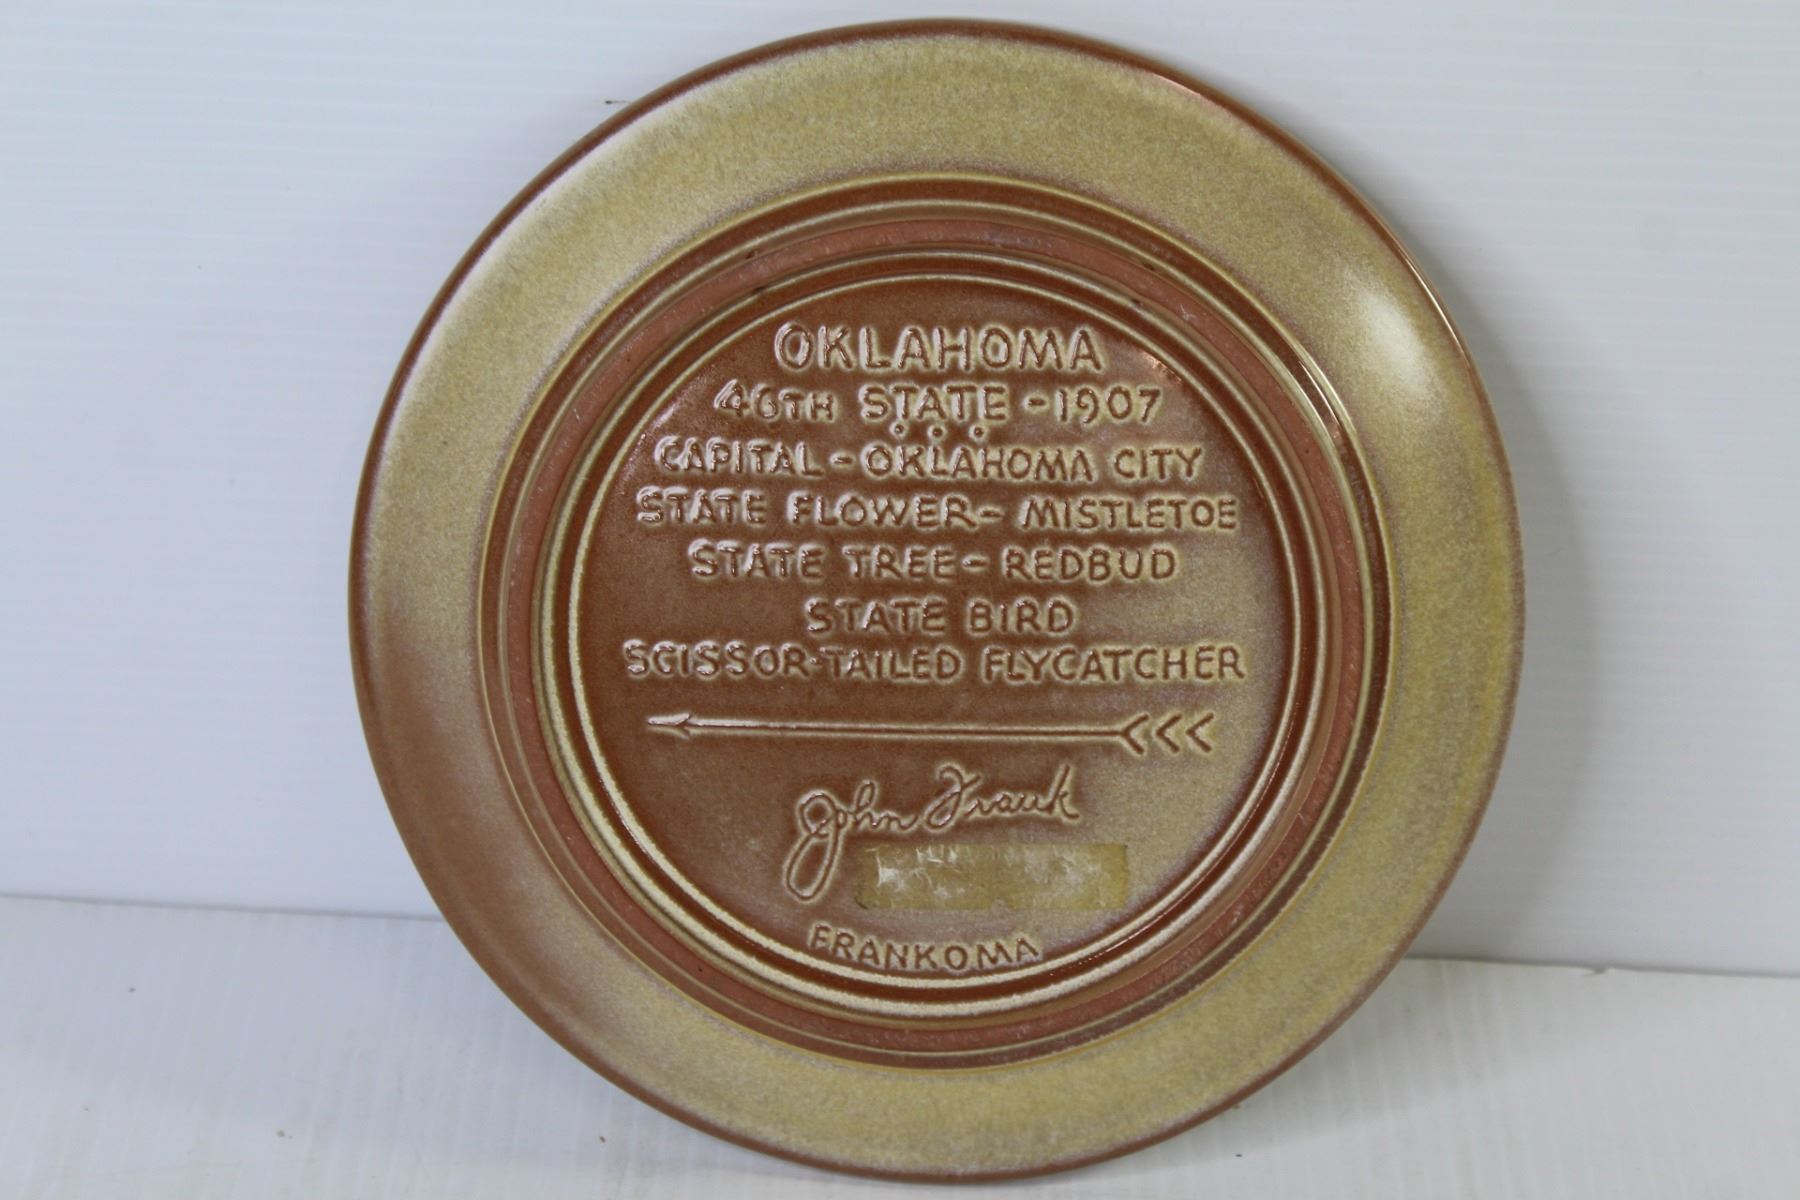 OKLAHOMA
46TH STATE - 1907
CAPITAL - OKLAHOMA CITY
STATE FLOWER - MISTLETOE
STATE TREE - REDBUD
STATE BIRD
SCISSOR-TAILED FLYCATCHER
John Frank
FRANKOMA